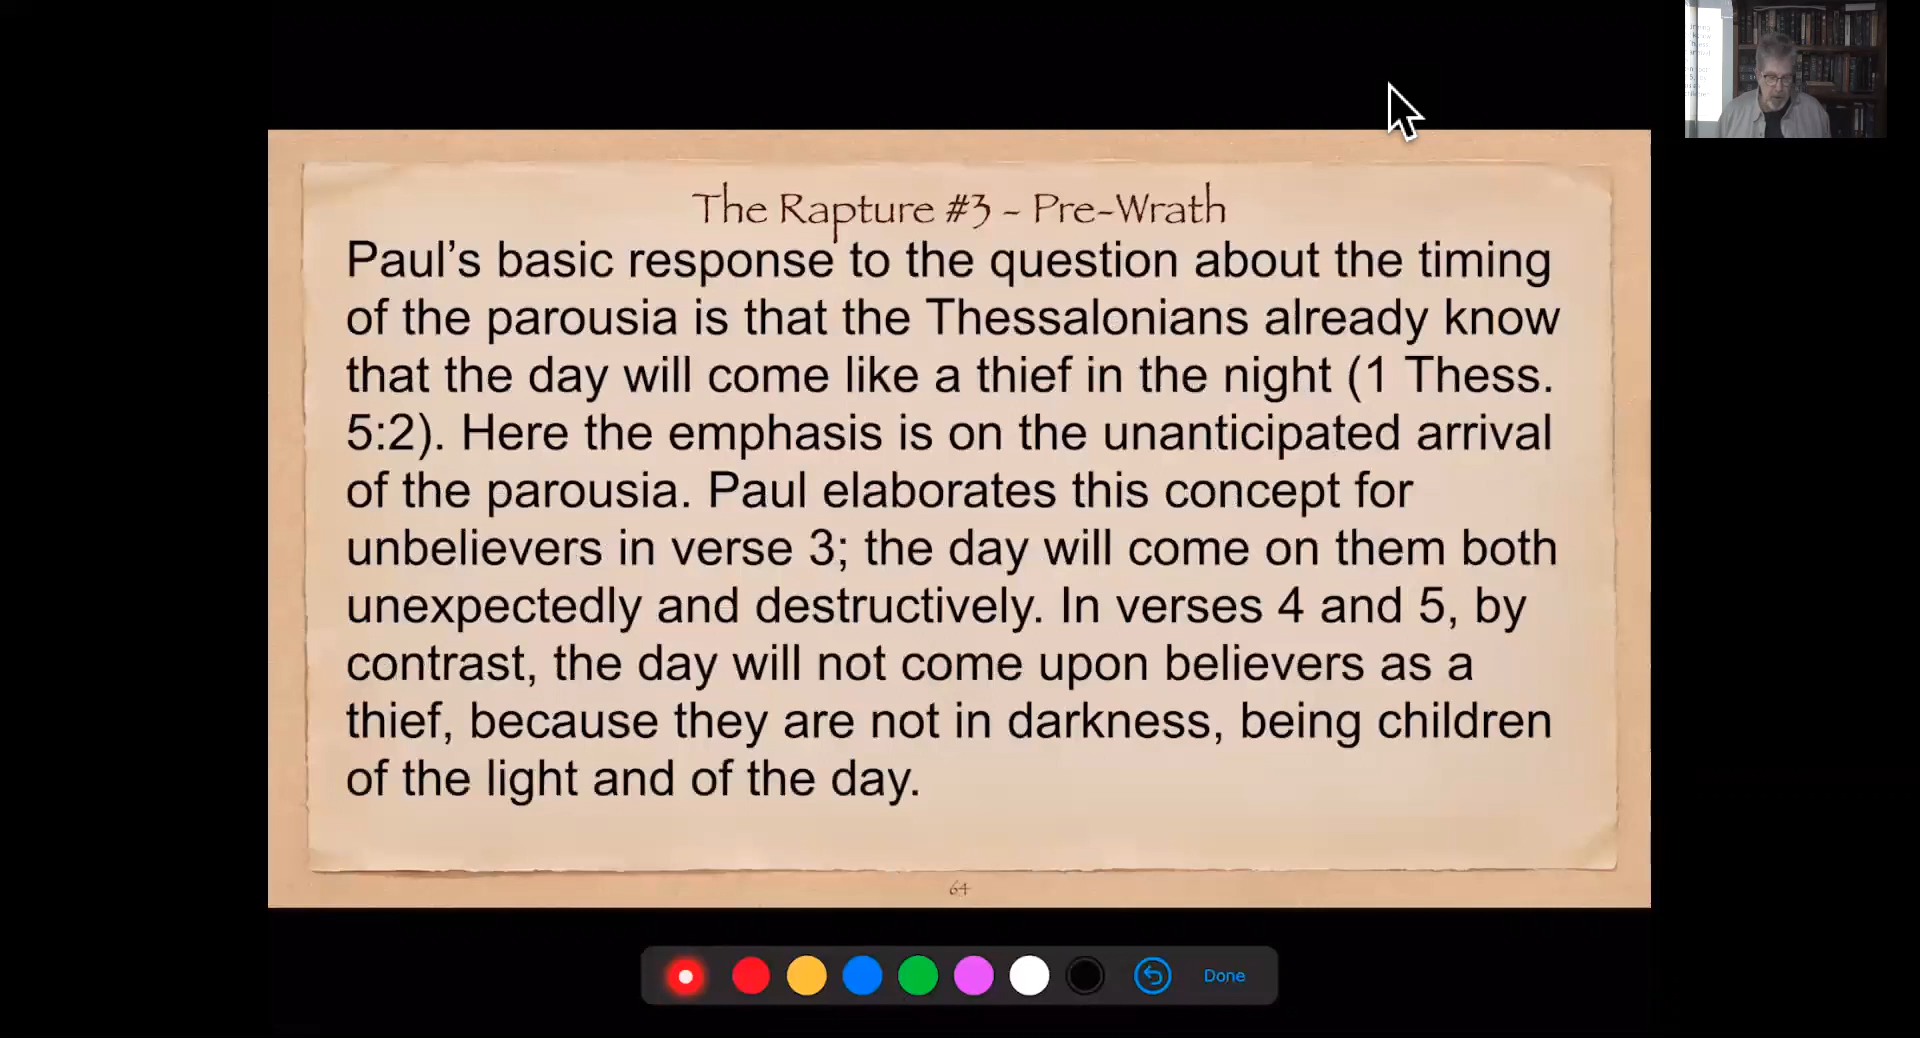 The Rapture #3 - Pre-Wrath
Paul’s basic response to the question about the timing
of the parousia is that the Thessalonians already know
that the day will come like a thief in the night (1 Thess.
5:2). Here the emphasis is on the unanticipated arrival
of the parousia. Paul elaborates this concept for
unbelievers in verse 3; the day will come on them both
unexpectedly and destructively. In verses 4 and 5, by
contrast, the day will not come upon believers as a
thief, because they are not in darkness, being children
of the light and of the day.
64
Done